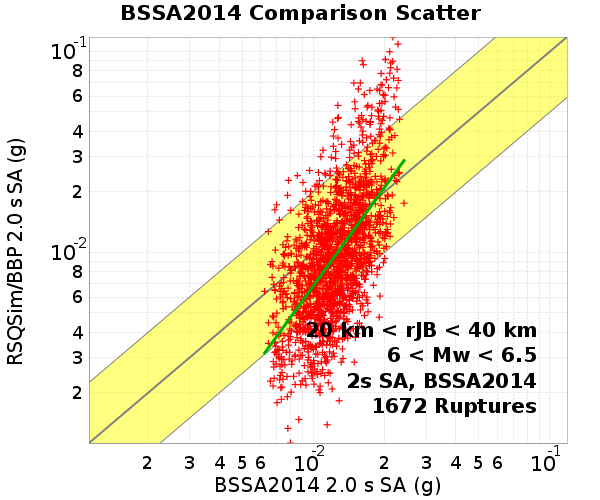 BSSA2014 Comparison Scatter
RSQSim/BBP 2.0 s SA (g)
10⁻¹
8
6
4
3
2
10⁻²
8
6
4
3
2
20 km < rJB < 40 km
6 < Mw < 6.5
2s SA, BSSA2014
1672 Ruptures
2 3 4 5 6 10⁻² 2 3 4 5 6 10⁻¹
BSSA2014 2.0 s SA (g)